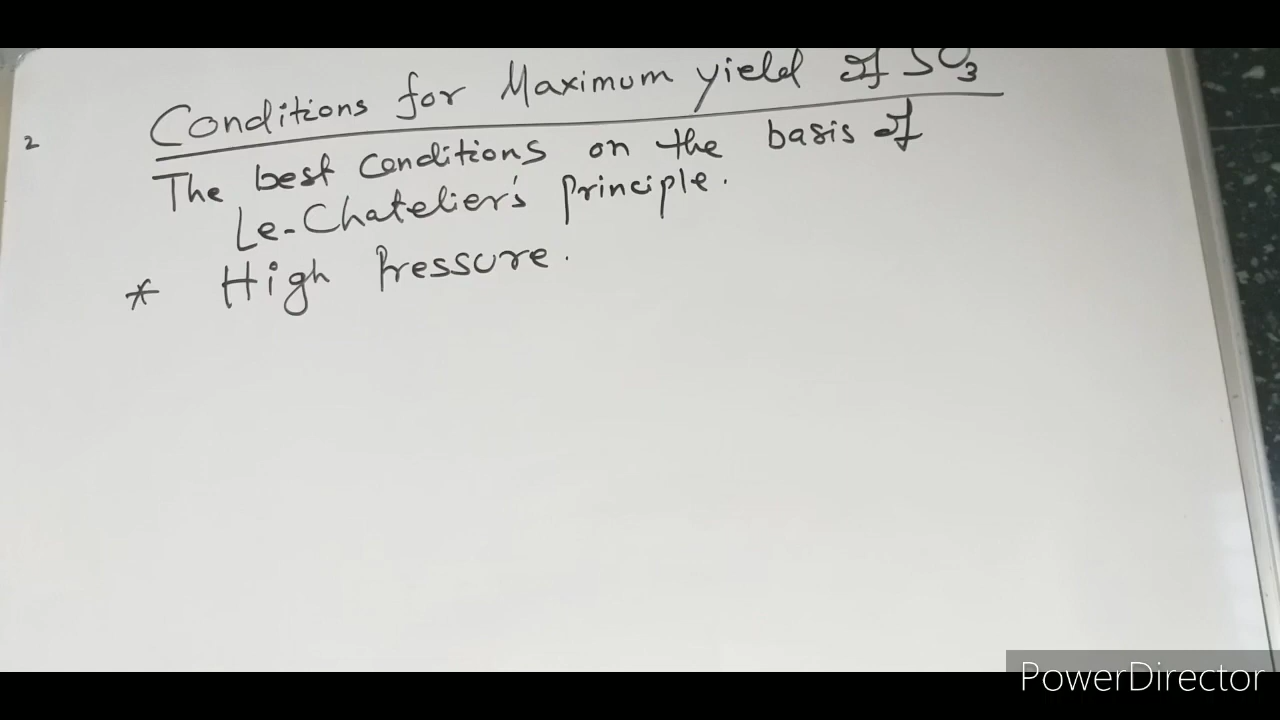 2
Conditions for Maximum yield of SO3
The best conditions on the basis of
Le-Chatelier's principle.
* High Pressure.
PowerDirector